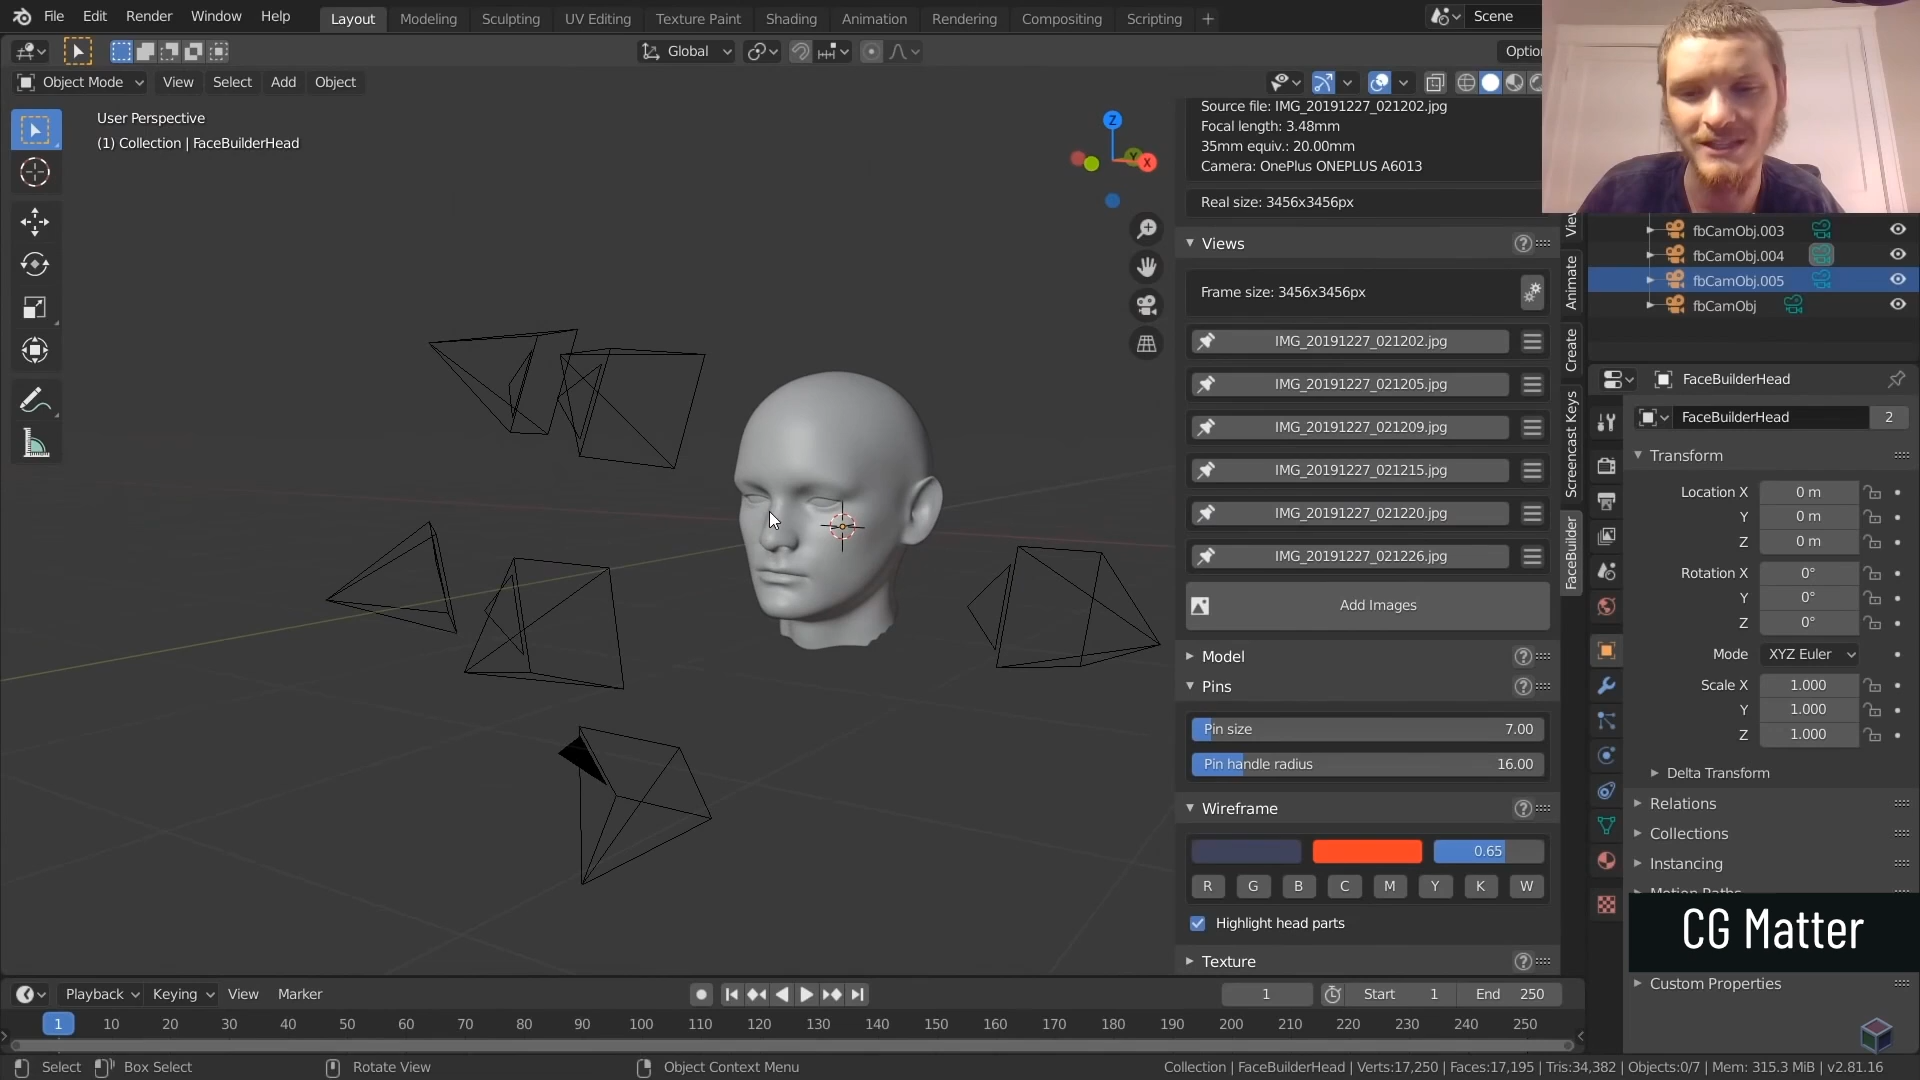 File Edit Render Window Help
Layout Modeling Sculpting UV Editing Texture Paint Shading Animation Rendering Compositing Scripting +
Scene
Global
Optio
Object Mode View Select Add Object
User Perspective
(1) Collection | FaceBuilderHead
Z
Y
X
Source file: IMG_20191227_021202.jpg
Focal length: 3.48mm
35mm equiv.: 20.00mm
Camera: OnePlus ONEPLUS A6013
Real size: 3456x3456px
Views
Frame size: 3456x3456px
IMG_20191227_021202.jpg
IMG_20191227_021205.jpg
IMG_20191227_021209.jpg
IMG_20191227_021215.jpg
IMG_20191227_021220.jpg
IMG_20191227_021226.jpg
Add Images
Model
Pins
Pin size 7.00
Pin handle radius 16.00
Wireframe
0.65
R G B C M Y K W
Highlight head parts
Texture
Animate
Create
Screencast Keys
FaceBuilder
fbCamObj.003
fbCamObj.004
fbCamObj.005
fbCamObj
FaceBuilderHead
FaceBuilderHead 2
Transform
Location X 0 m
Y 0 m
Z 0 m
Rotation X 0°
Y 0°
Z 0°
Mode XYZ Euler
Scale X 1.000
Y 1.000
Z 1.000
Delta Transform
Relations
Collections
Instancing
CG Matter
Custom Properties
Playback Keying View Marker
1 Start 1 End 250
1 10 20 30 40 50 60 70 80 90 100 110 120 130 140 150 160 170 180 190 200 210 220 230 240 250
Select Box Select Rotate View Object Context Menu
Collection | FaceBuilderHead | Verts:17,250 | Faces:17,195 | Tris:34,382 | Objects:0/7 | Mem: 315.3 MiB | v2.81.16